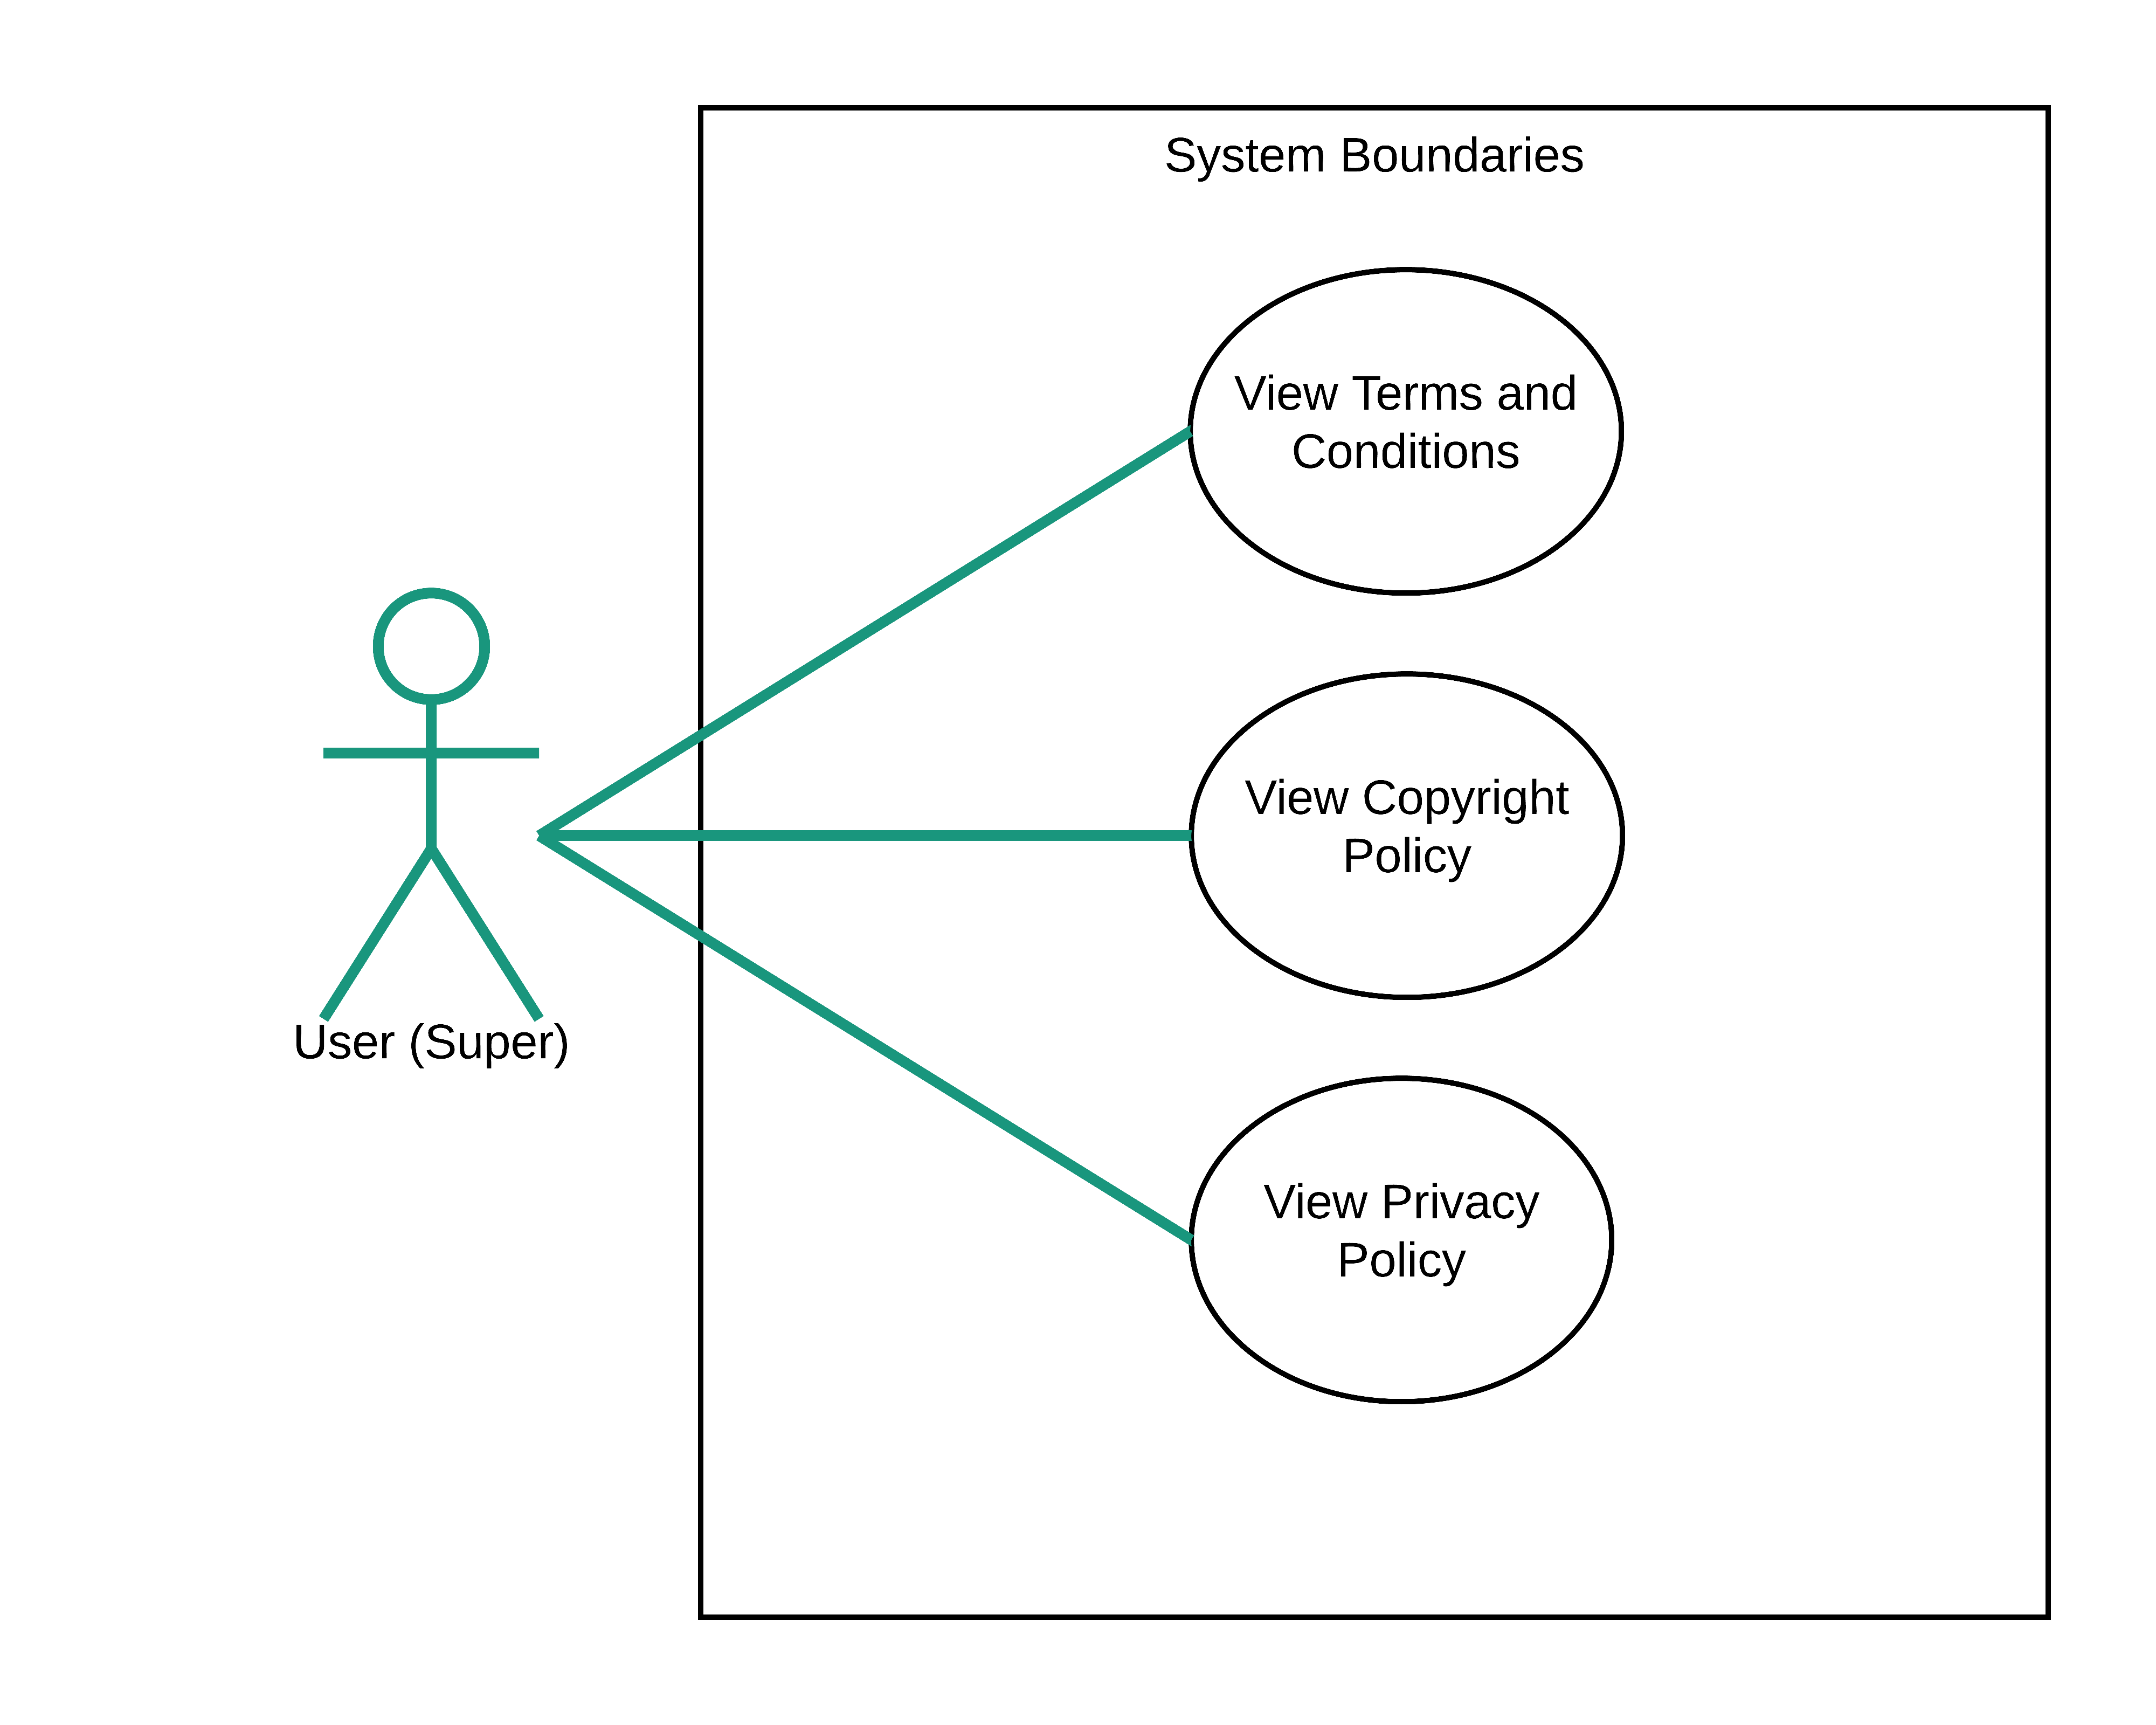 System Boundaries
View Terms and
Conditions
View Copyright
Policy
User (Super)
View Privacy
Policy